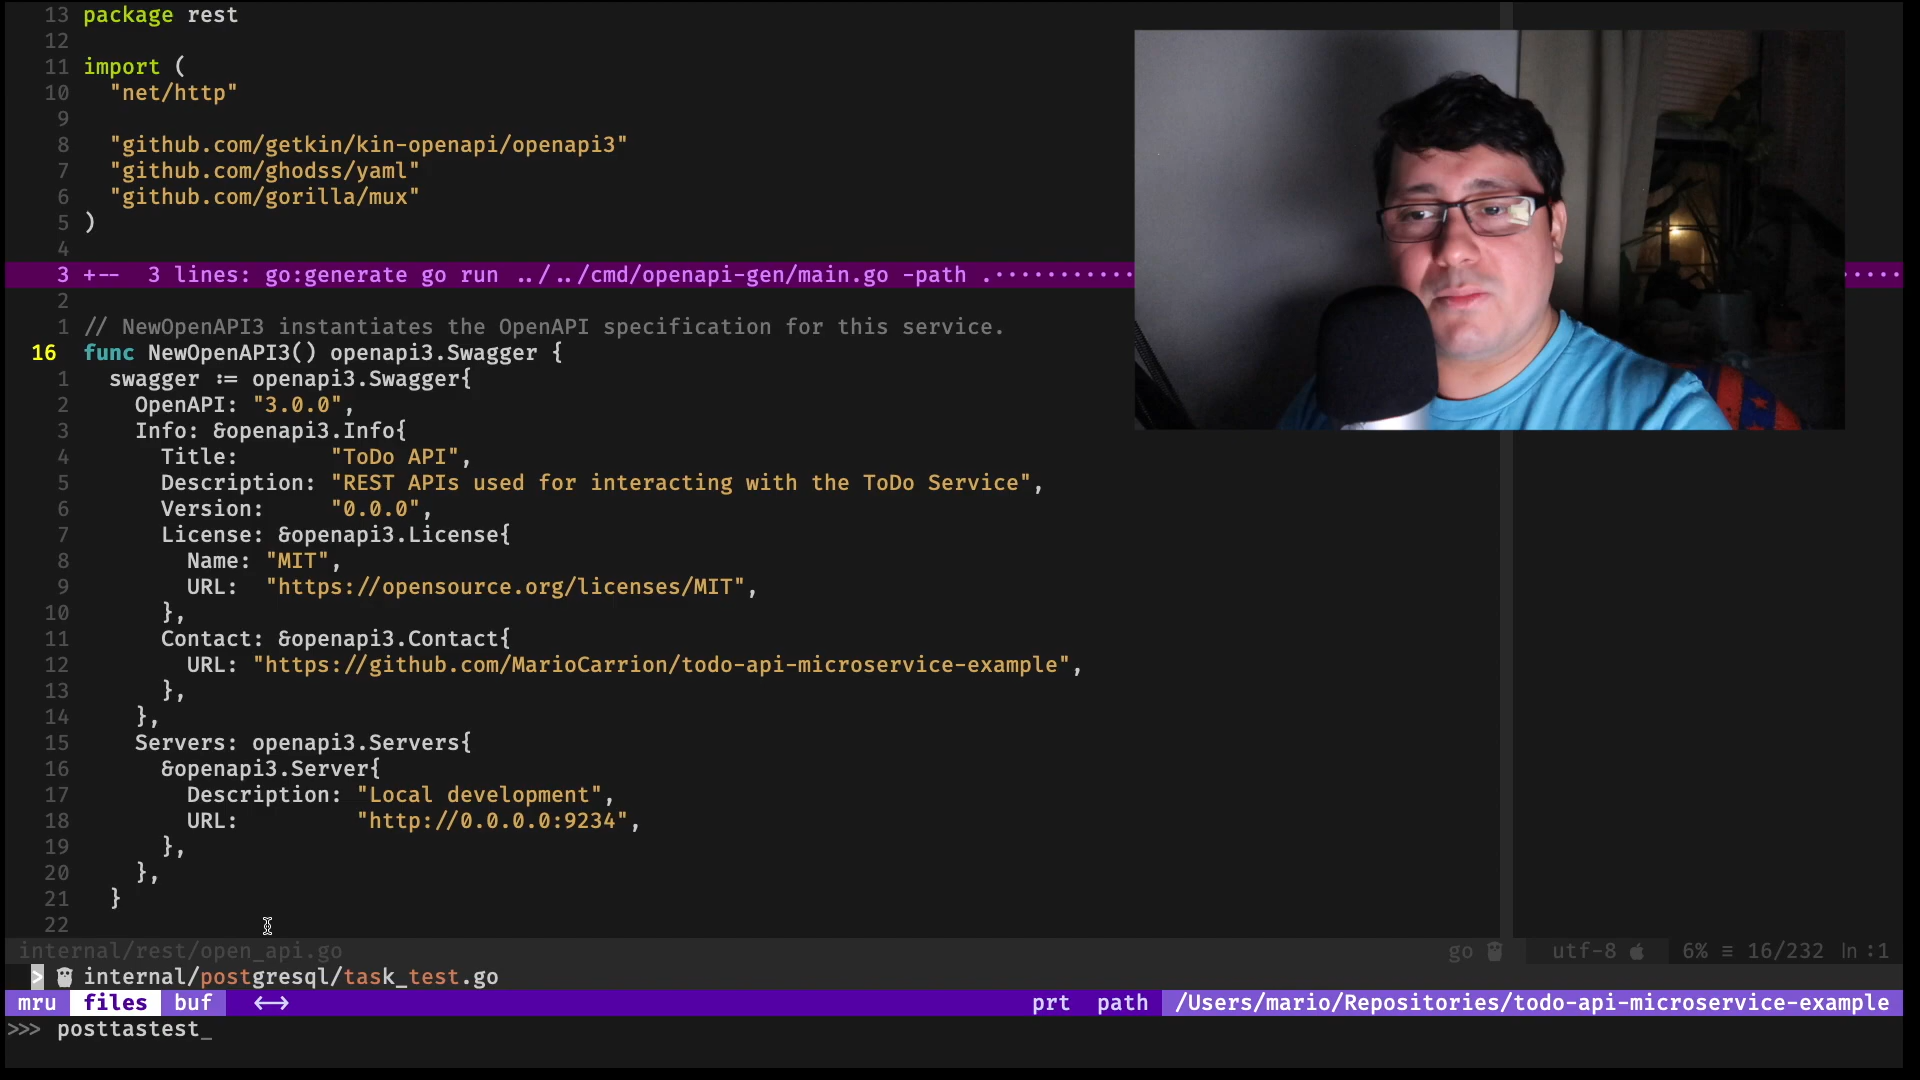 13 package rest
12
11 import (
10 "net/http"
9
8 "github.com/getkin/kin-openapi/openapi3"
7 "github.com/ghodss/yaml"
6 "github.com/gorilla/mux"
5 )
4
3 +-- 3 lines: go:generate go run ../../cmd/openapi-gen/main.go -path .
2
1 // NewOpenAPI3 instantiates the OpenAPI specification for this service.
16 func NewOpenAPI3() openapi3.Swagger {
1 swagger := openapi3.Swagger{
2 OpenAPI: "3.0.0",
3 Info: &openapi3.Info{
4 Title: "ToDo API",
5 Description: "REST APIs used for interacting with the ToDo Service",
6 Version: "0.0.0",
7 License: &openapi3.License{
8 Name: "MIT",
9 URL: "https://opensource.org/licenses/MIT",
10 },
11 Contact: &openapi3.Contact{
12 URL: "https://github.com/MarioCarrion/todo-api-microservice-example",
13 },
14 },
15 Servers: openapi3.Servers{
16 &openapi3.Server{
17 Description: "Local development",
18 URL: "http://0.0.0.0:9234",
19 },
20 },
21 }
22
internal/rest/open_api.go go utf-8 6% ≡ 16/232 ln :1
> internal/postgresql/task_test.go
mru files buf <-> prt path /Users/mario/Repositories/todo-api-microservice-example
>>> posttastest_